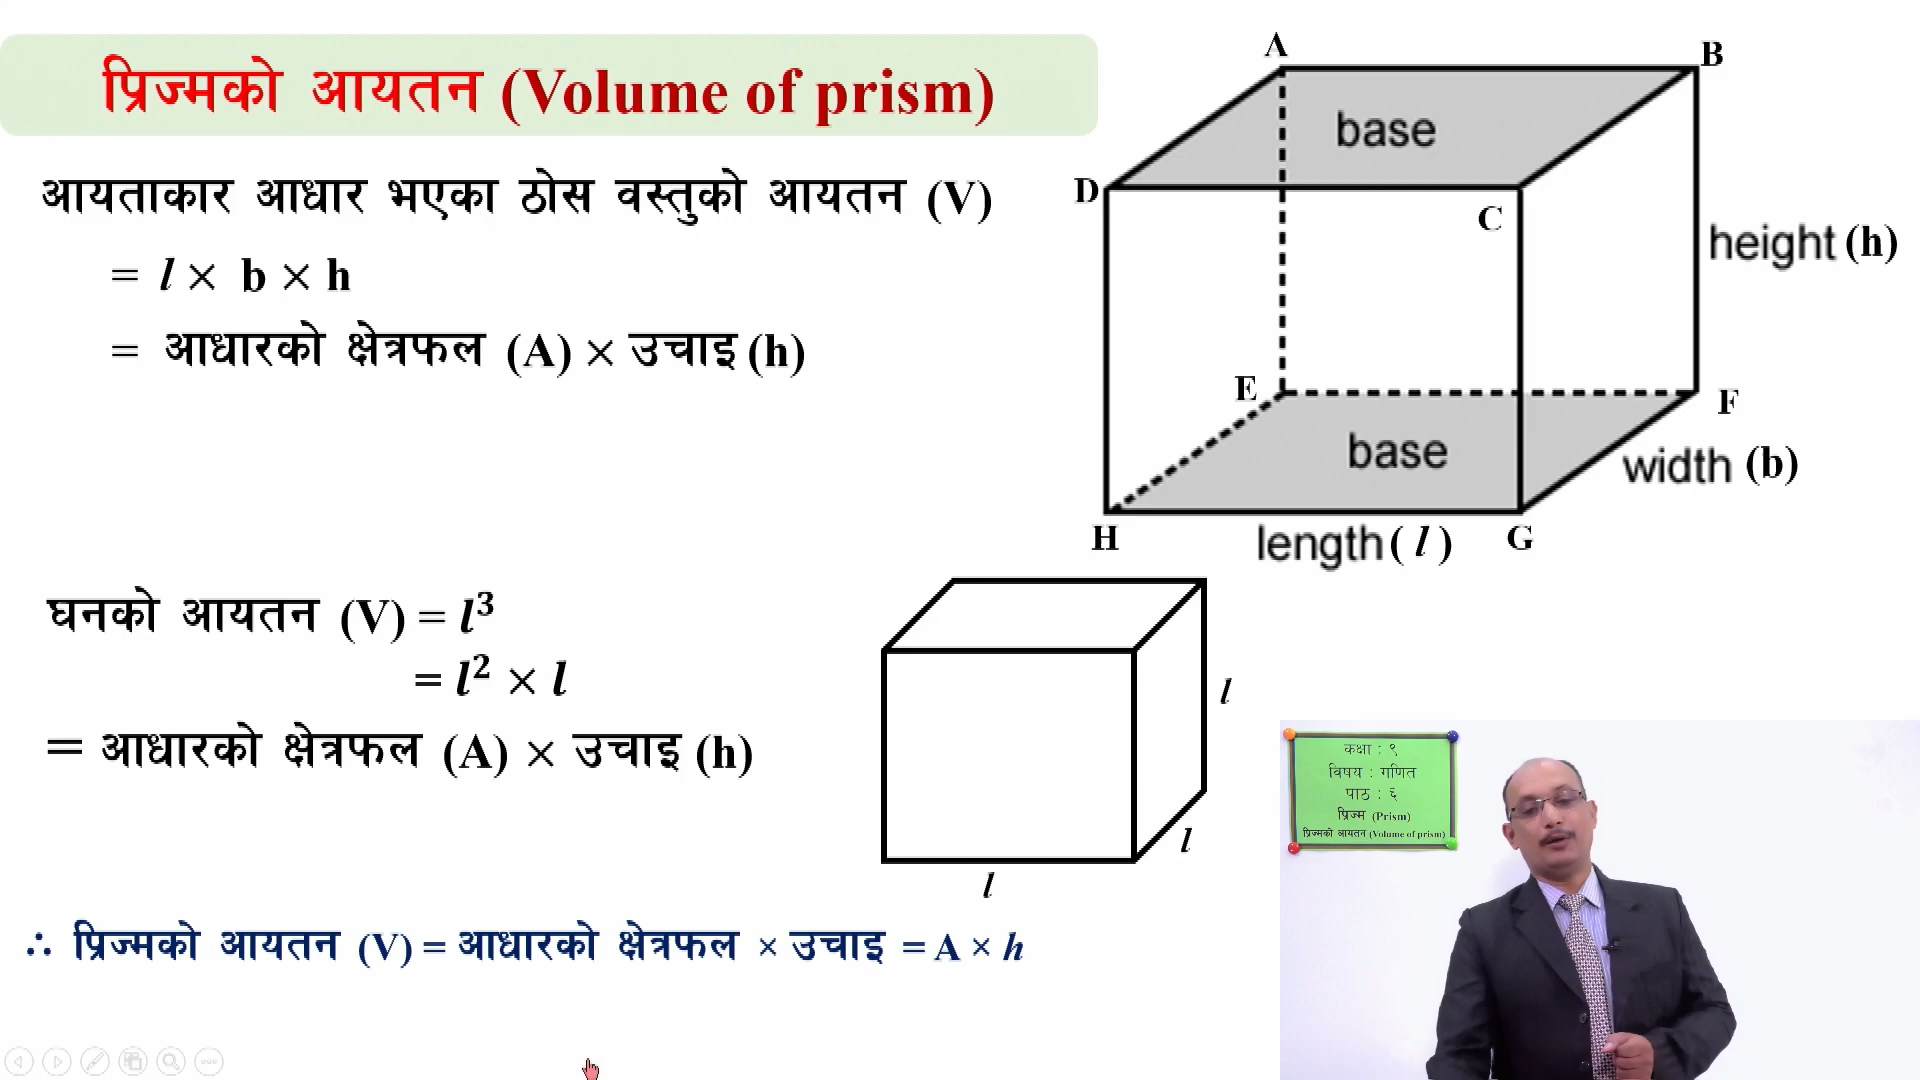 प्रिज्मको आयतन (Volume of prism)
आयताकार आधार भएका ठोस वस्तुको आयतन (V)
= l × b × h
= आधारको क्षेत्रफल (A) × उचाइ (h)
A
B
base
D
C
height (h)
E
F
base
width (b)
H
length ( l )
G
घनको आयतन (V) = l³
= l² × l
= आधारको क्षेत्रफल (A) × उचाइ (h)
l
l
l
∴ प्रिज्मको आयतन (V) = आधारको क्षेत्रफल × उचाइ = A × h
कक्षा : ९
विषय : गणित
पाठ : ६
प्रिज्म (Prism)
प्रिज्मको आयतन (Volume of prism)